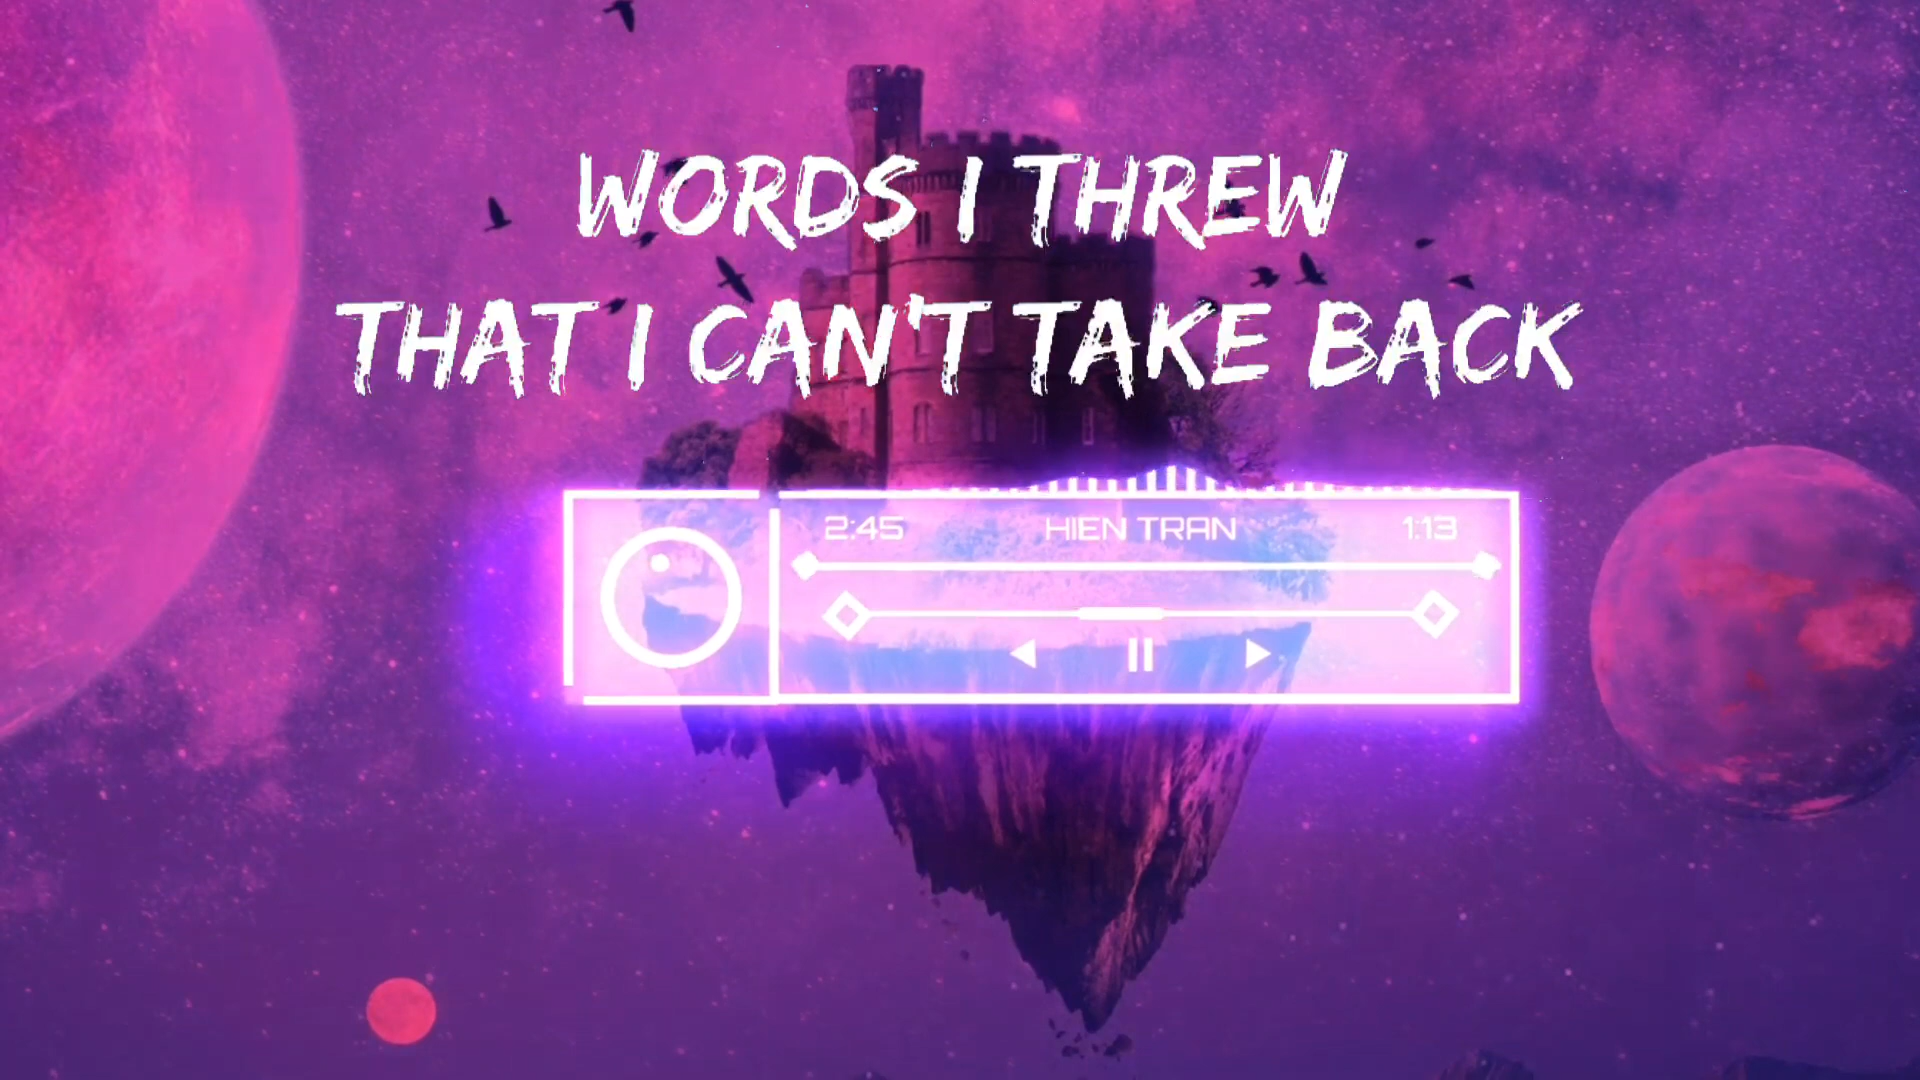 WORDS I THREW
THAT I CAN'T TAKE BACK
2:45 HIEN TRAN 1:13